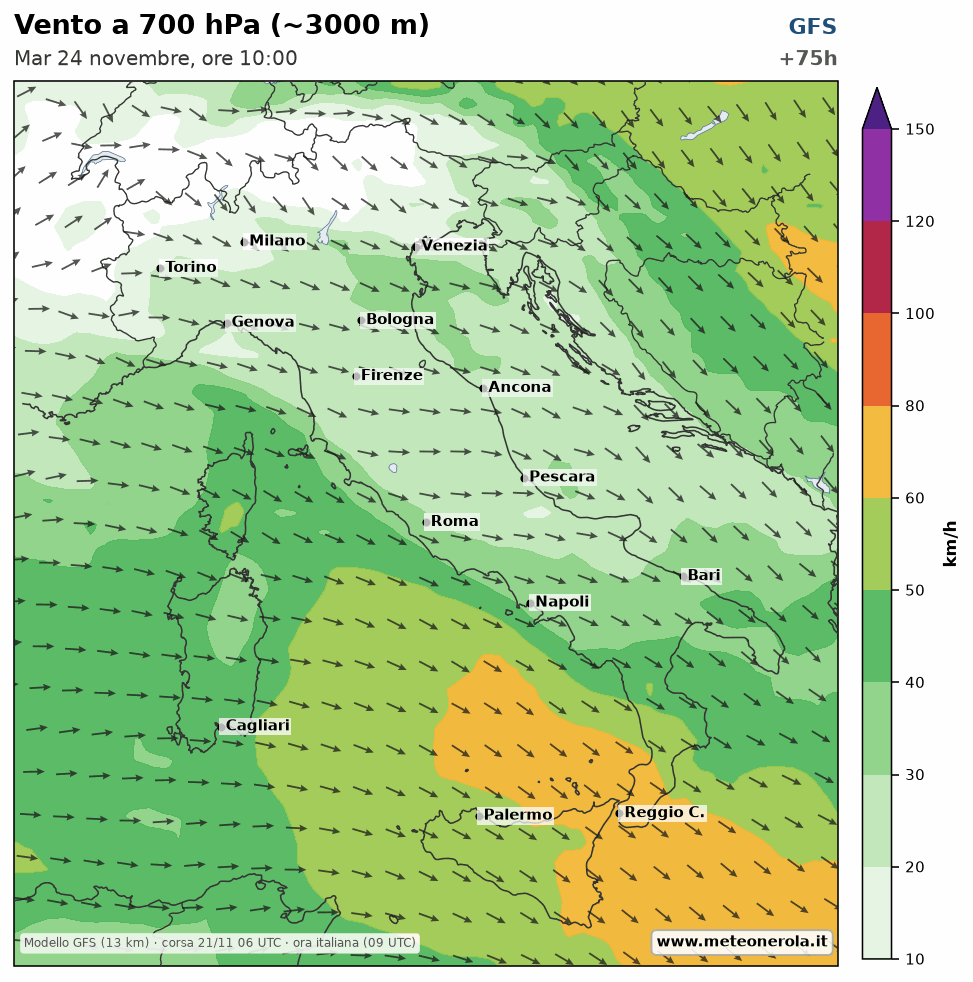 Vento a 700 hPa (~3000 m)
GFS
Mar 24 novembre, ore 10:00
+75h
150
120
100
80
60
50
40
30
20
10
km/h
Milano
Venezia
Torino
Genova
Bologna
Firenze
Ancona
Pescara
Roma
Bari
Napoli
Cagliari
Palermo
Reggio C.
Modello GFS (13 km) · corsa 21/11 06 UTC · ora italiana (09 UTC)
www.meteonerola.it